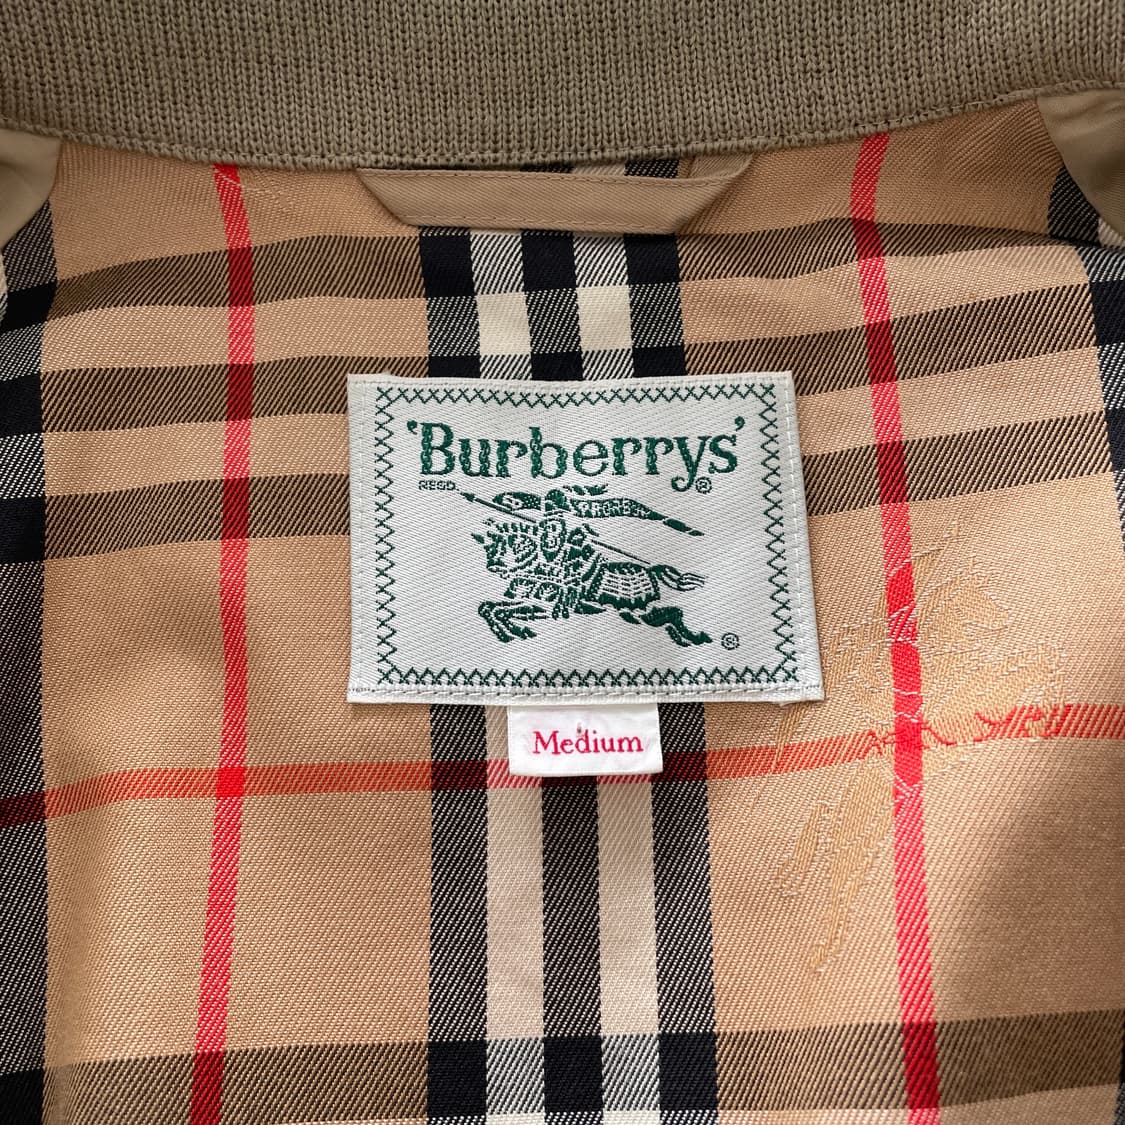 'Burberrys'®
REGD.
PRORSUM
®
Medium